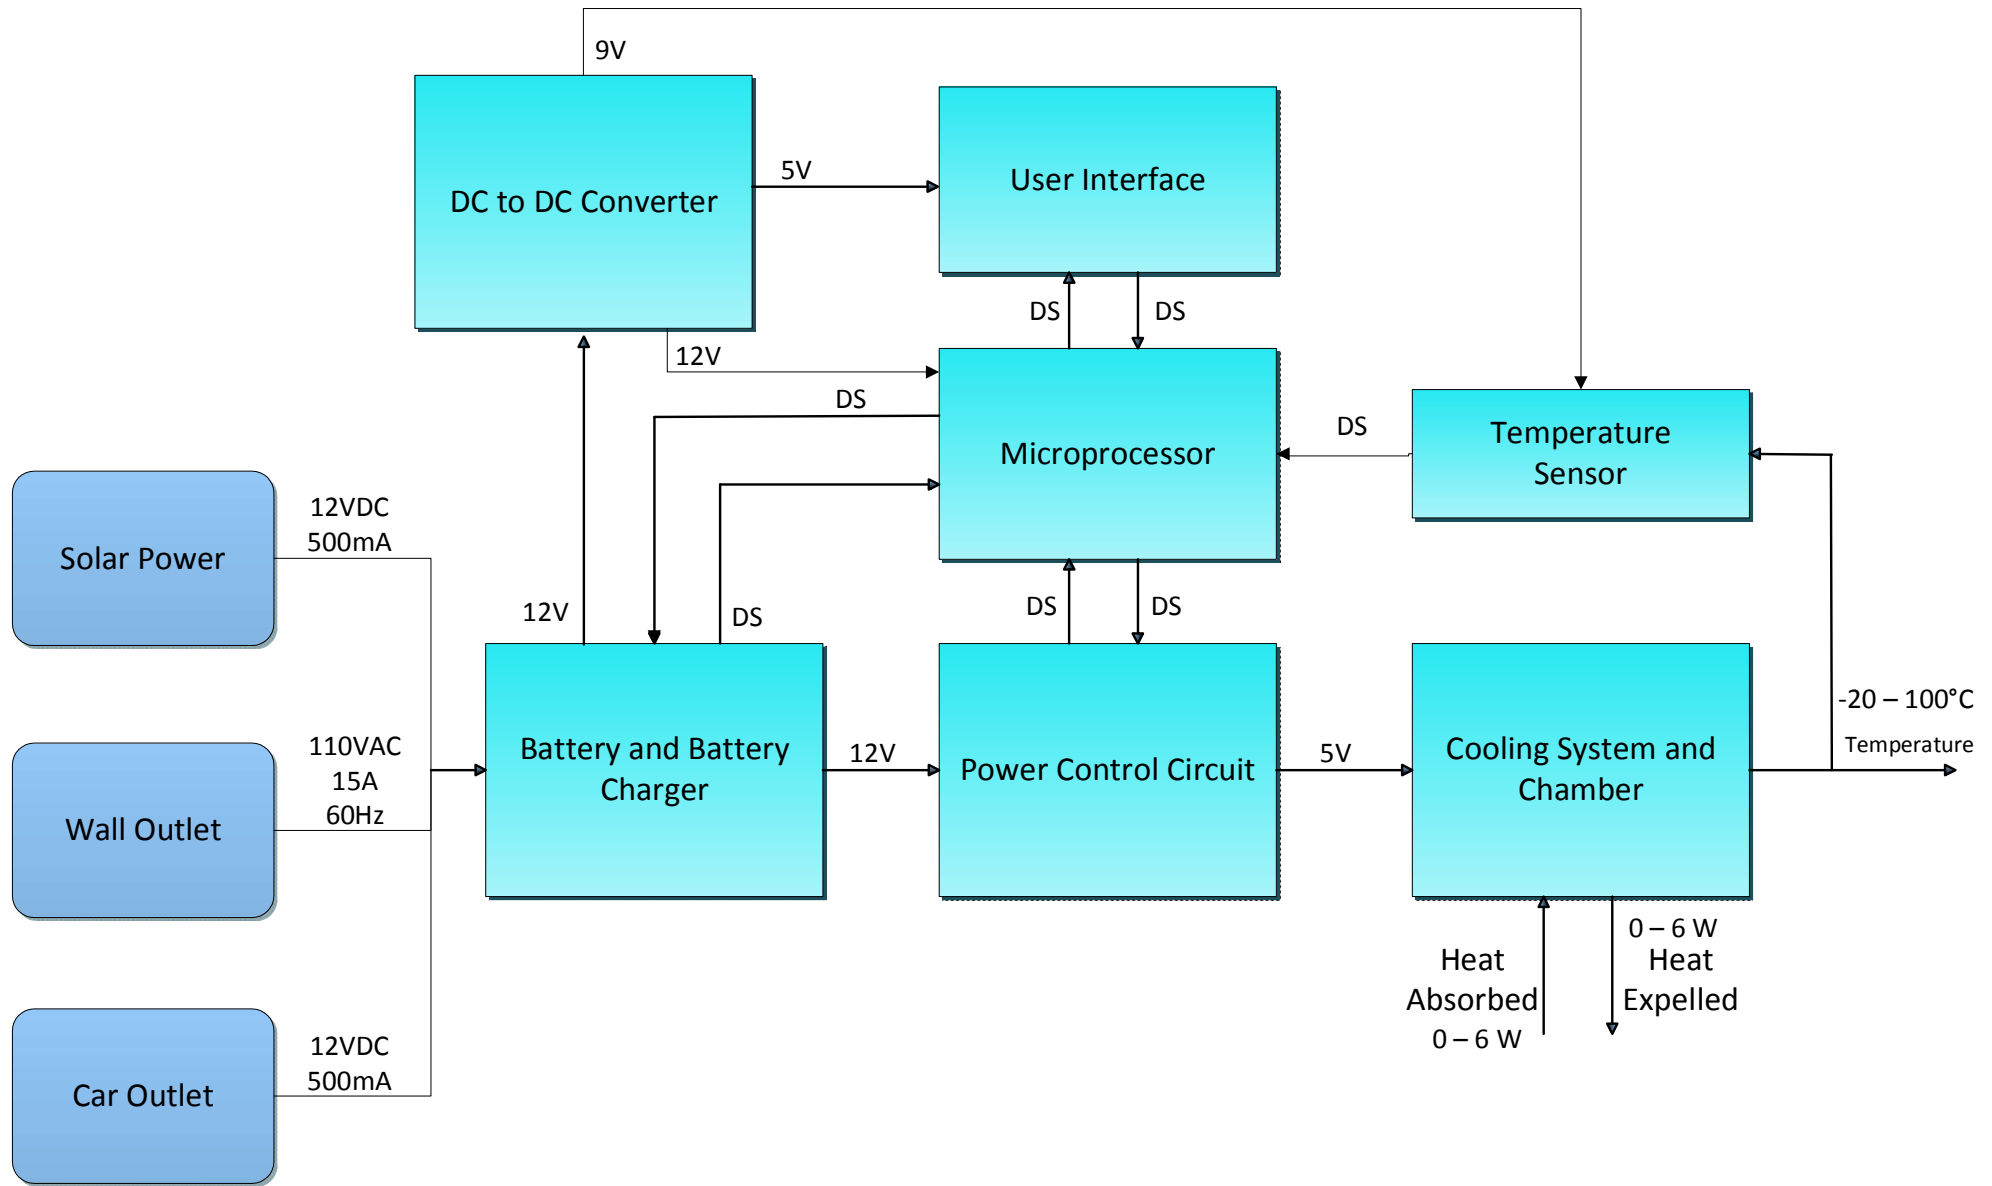 9V
DC to DC Converter
5V
User Interface
DS
DS
12V
DS
Microprocessor
DS
Temperature
Sensor
Solar Power
12VDC
500mA
12V
DS
DS
DS
Wall Outlet
110VAC
15A
60Hz
Battery and Battery
Charger
12V
Power Control Circuit
5V
Cooling System and
Chamber
-20 – 100°C
Temperature
Heat
Absorbed
0 – 6 W
0 – 6 W
Heat
Expelled
Car Outlet
12VDC
500mA